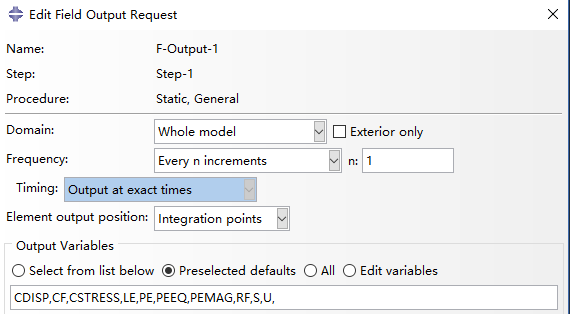 Edit Field Output Request
Name: F-Output-1
Step: Step-1
Procedure: Static, General
Domain: Whole model Exterior only
Frequency: Every n increments n: 1
Timing: Output at exact times
Element output position: Integration points
Output Variables
Select from list below Preselected defaults All Edit variables
CDISP,CF,CSTRESS,LE,PE,PEEQ,PEMAG,RF,S,U,